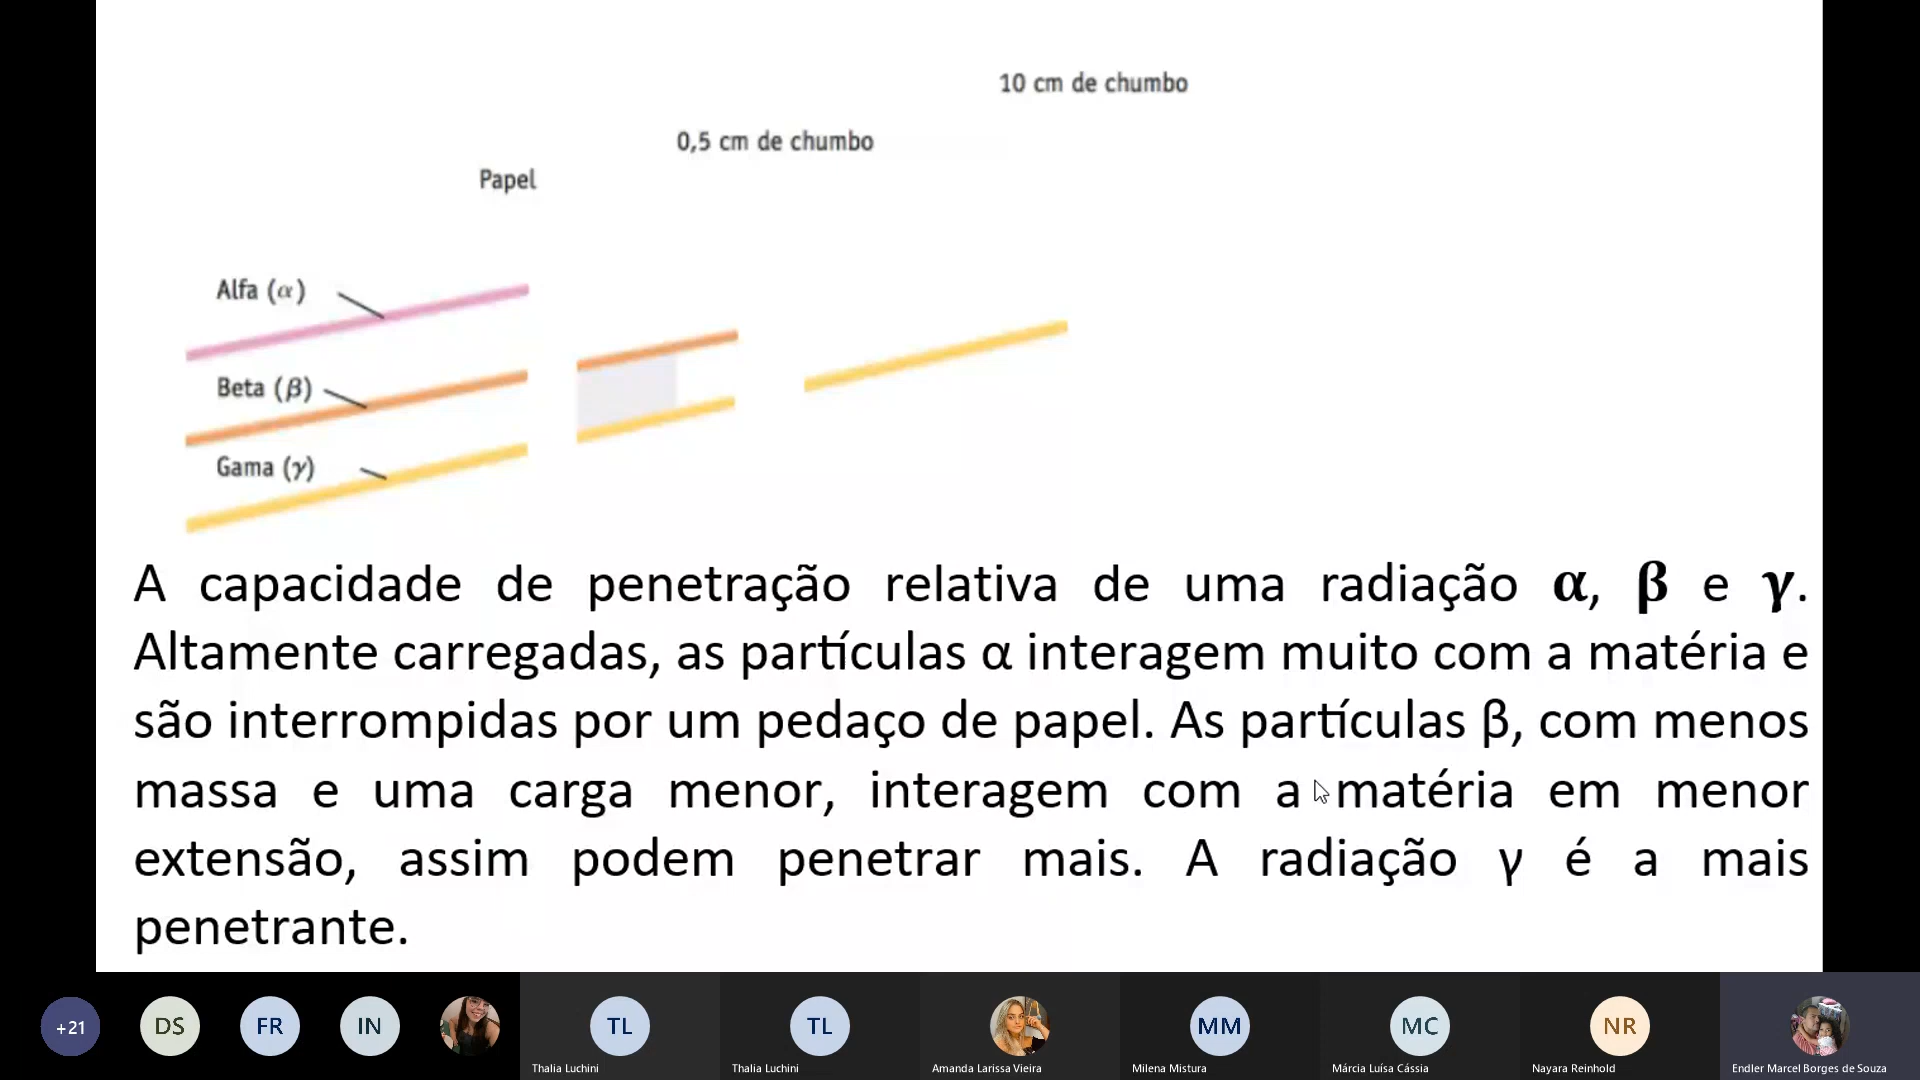 10 cm de chumbo
0,5 cm de chumbo
Papel
Alfa (α)
Beta (β)
Gama (γ)
A capacidade de penetração relativa de uma radiação α, β e γ.
Altamente carregadas, as partículas α interagem muito com a matéria e
são interrompidas por um pedaço de papel. As partículas β, com menos
massa e uma carga menor, interagem com a matéria em menor
extensão, assim podem penetrar mais. A radiação γ é a mais
penetrante.
+21
DS
FR
IN
TL
TL
MM
MC
NR
Thalia Luchini
Thalia Luchini
Amanda Larissa Vieira
Milena Mistura
Márcia Luísa Cássia
Nayara Reinhold
Endler Marcel Borges de Souza